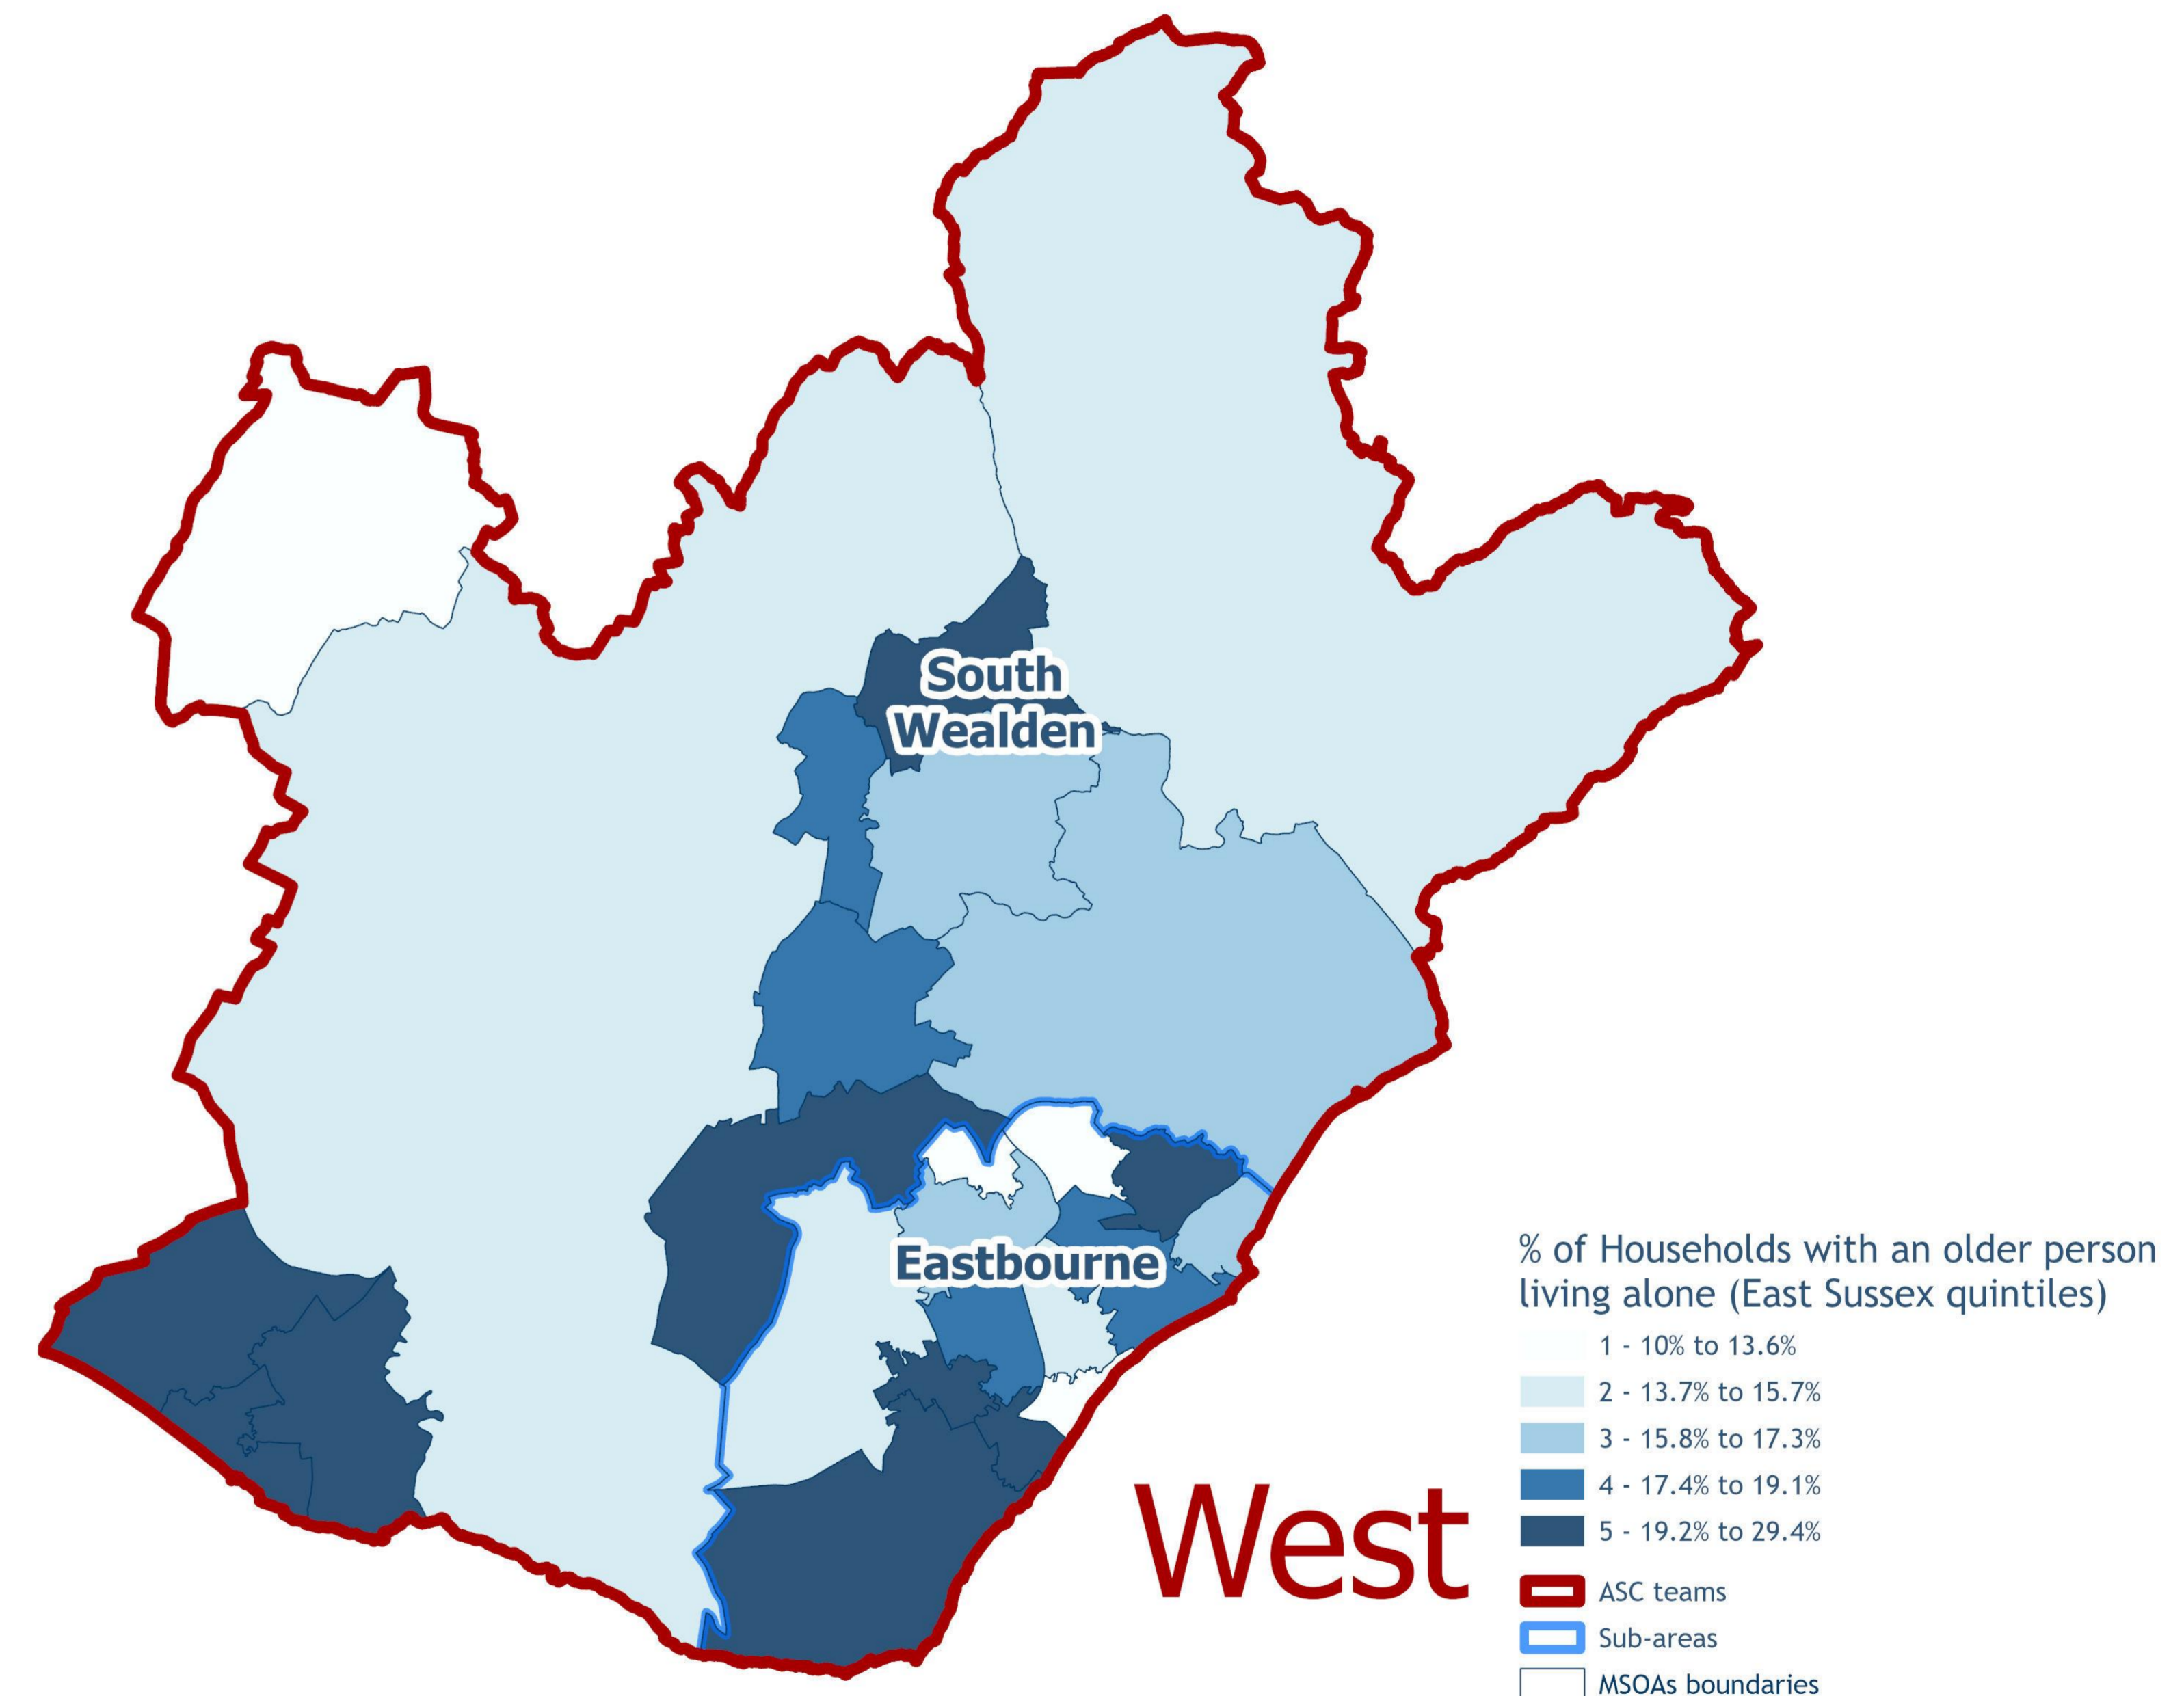 South
Wealden
Eastbourne
West
% of Households with an older person
living alone (East Sussex quintiles)
1 - 10% to 13.6%
2 - 13.7% to 15.7%
3 - 15.8% to 17.3%
4 - 17.4% to 19.1%
5 - 19.2% to 29.4%
ASC teams
Sub-areas
MSOAs boundaries